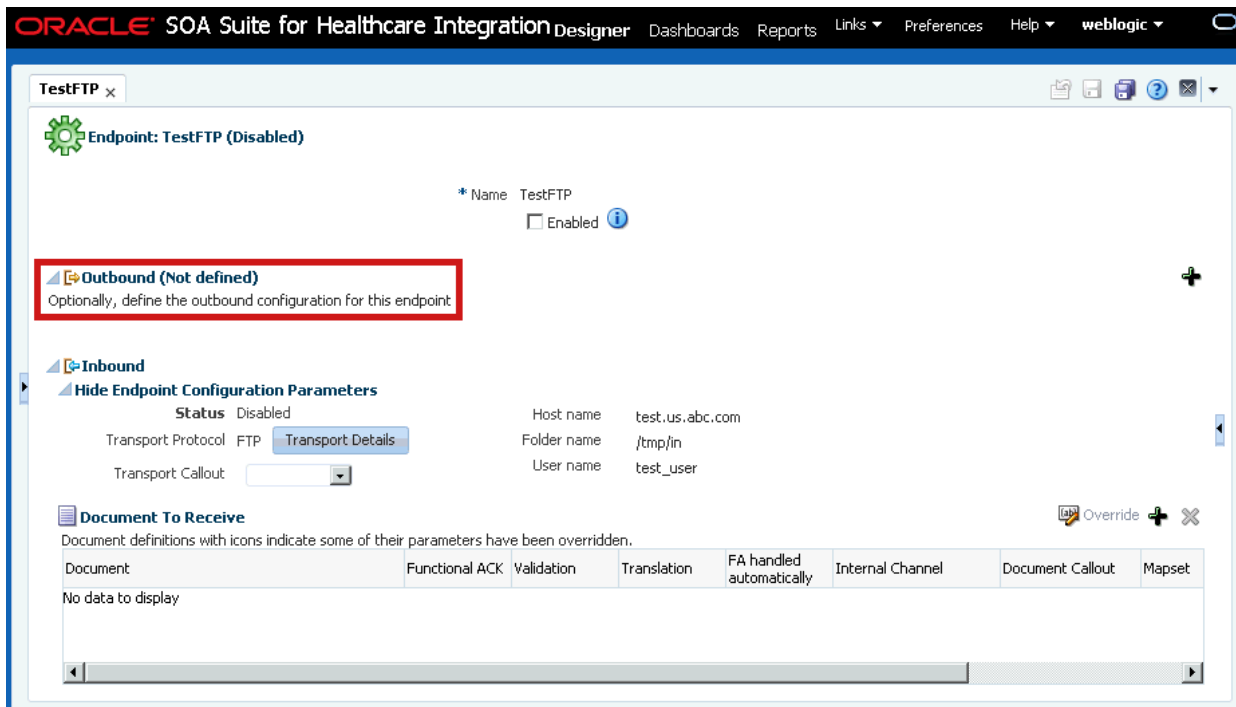 ORACLE SOA Suite for Healthcare Integration Designer Dashboards Reports Links Preferences Help weblogic
TestFTP x
Endpoint: TestFTP (Disabled)
* Name TestFTP
Enabled
Outbound (Not defined)
Optionally, define the outbound configuration for this endpoint
Inbound
Hide Endpoint Configuration Parameters
Status Disabled Host name test.us.abc.com
Transport Protocol FTP Transport Details Folder name /tmp/in
Transport Callout User name test_user
Document To Receive Override
Document definitions with icons indicate some of their parameters have been overridden.
Document Functional ACK Validation Translation FA handled automatically Internal Channel Document Callout Mapset
No data to display